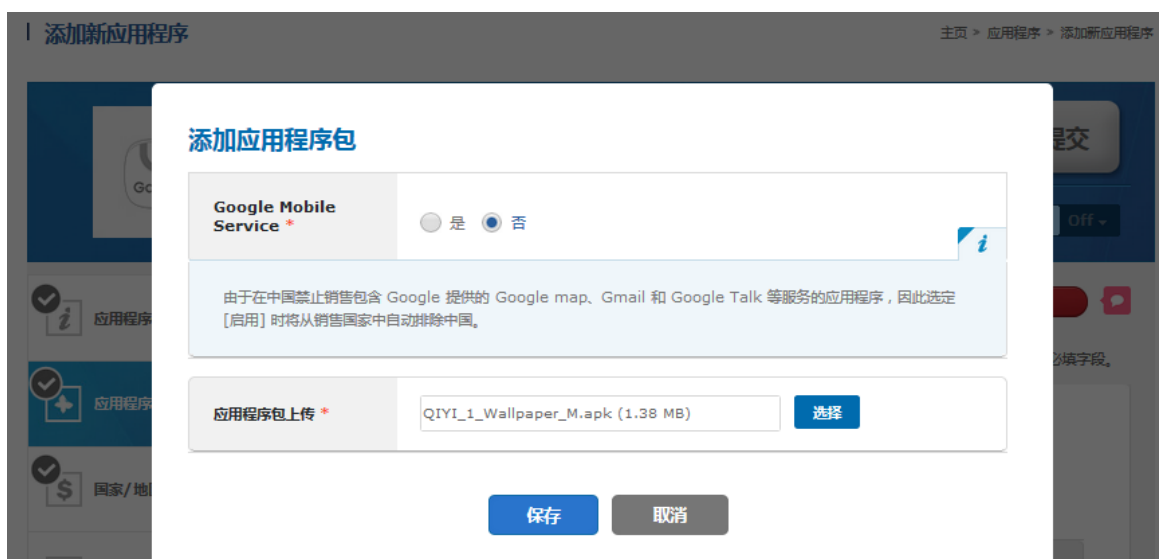 添加新应用程序
主页 > 应用程序 > 添加新应用程序
添加应用程序包
提交
Google Mobile
Service *
是 否
Off
i
由于在中国禁止销售包含 Google 提供的 Google map、Gmail 和 Google Talk 等服务的应用程序，因此选定
[启用] 时将从销售国家中自动排除中国。
应用程序
必填字段。
应用程序
应用程序包上传 *
QIYI_1_Wallpaper_M.apk (1.38 MB)
选择
国家/地
保存
取消